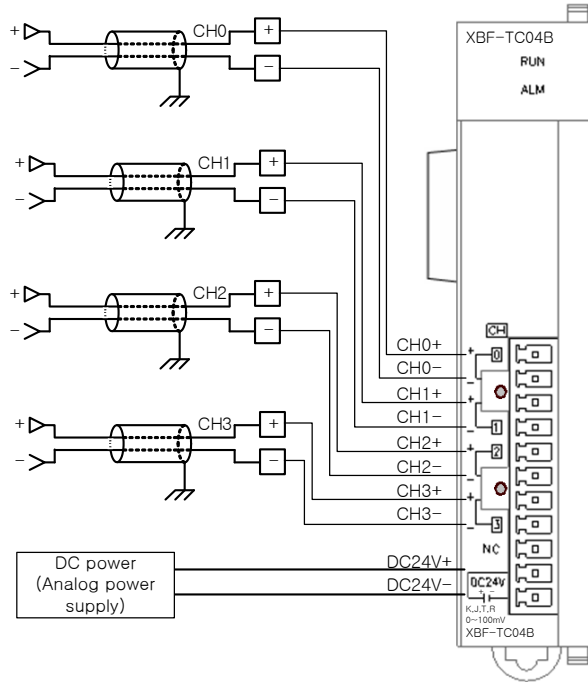 + CH0 +
− −
+ CH1 +
− −
+ CH2 +
− −
+ CH3 +
− −
DC power
(Analog power
supply)
XBF-TC04B
RUN
ALM
CH
CH0+ + 0
CH0- −
CH1+ +
CH1- − 1
CH2+ + 2
CH2- −
CH3+ +
CH3- − 3
NC
DC24V+
DC24V- DC24V
+ −
K,J,T,R
0~100mV
XBF-TC04B